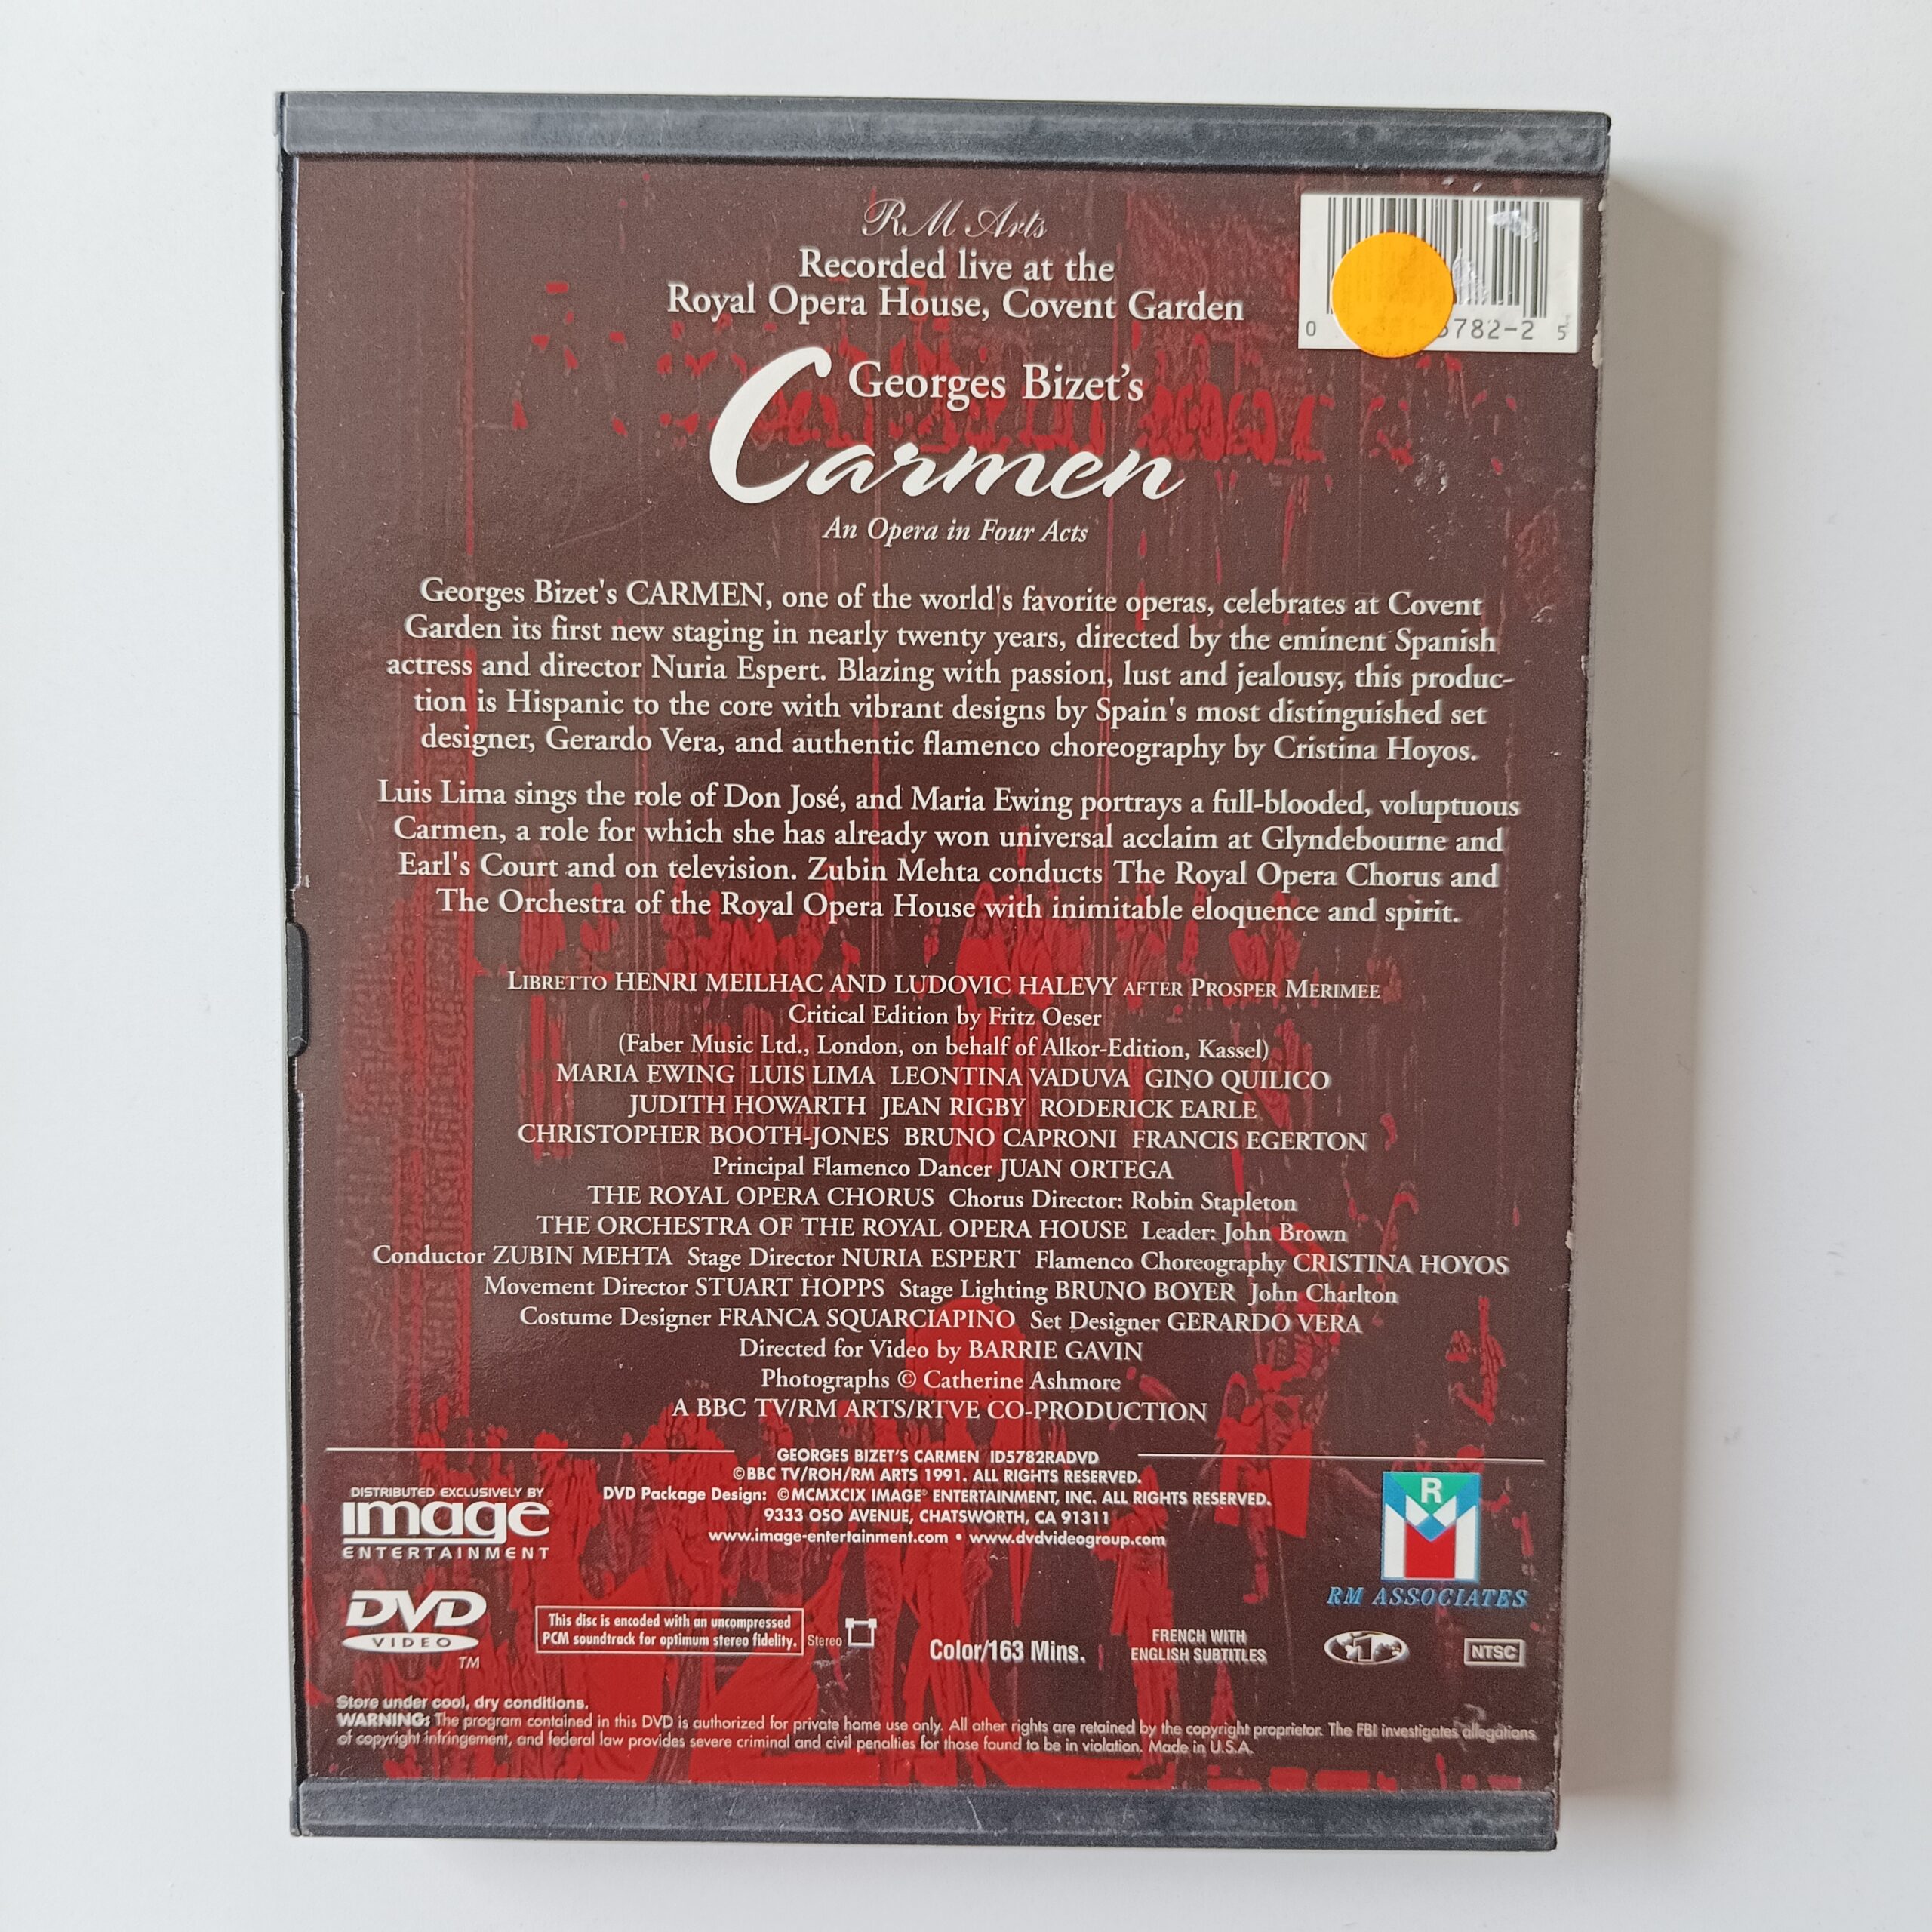 RM Arts
Recorded live at the
Royal Opera House, Covent Garden
0 5782-2 5
Georges Bizet's
Carmen
An Opera in Four Acts
Georges Bizet's CARMEN, one of the world's favorite operas, celebrates at Covent
Garden its first new staging in nearly twenty years, directed by the eminent Spanish
actress and director Nuria Espert. Blazing with passion, lust and jealousy, this produc-
tion is Hispanic to the core with vibrant designs by Spain's most distinguished set
designer, Gerardo Vera, and authentic flamenco choreography by Cristina Hoyos.
Luis Lima sings the role of Don José, and Maria Ewing portrays a full-blooded, voluptuous
Carmen, a role for which she has already won universal acclaim at Glyndebourne and
Earl's Court and on television. Zubin Mehta conducts The Royal Opera Chorus and
The Orchestra of the Royal Opera House with inimitable eloquence and spirit.
LIBRETTO HENRI MEILHAC AND LUDOVIC HALEVY AFTER PROSPER MERIMEE
Critical Edition by Fritz Oeser
(Faber Music Ltd., London, on behalf of Alkor-Edition, Kassel)
MARIA EWING LUIS LIMA LEONTINA VADUVA GINO QUILICO
JUDITH HOWARTH JEAN RIGBY RODERICK EARLE
CHRISTOPHER BOOTH-JONES BRUNO CAPRONI FRANCIS EGERTON
Principal Flamenco Dancer JUAN ORTEGA
THE ROYAL OPERA CHORUS Chorus Director: Robin Stapleton
THE ORCHESTRA OF THE ROYAL OPERA HOUSE Leader: John Brown
Conductor ZUBIN MEHTA Stage Director NURIA ESPERT Flamenco Choreography CRISTINA HOYOS
Movement Director STUART HOPPS Stage Lighting BRUNO BOYER John Charlton
Costume Designer FRANCA SQUARCIAPINO Set Designer GERARDO VERA
Directed for Video by BARRIE GAVIN
Photographs © Catherine Ashmore
A BBC TV/RM ARTS/RTVE CO-PRODUCTION
GEORGES BIZET'S CARMEN ID5782RADVD
©BBC TV/ROH/RM ARTS 1991. ALL RIGHTS RESERVED.
DVD Package Design: ©MCMXCIX IMAGE® ENTERTAINMENT, INC. ALL RIGHTS RESERVED.
9333 OSO AVENUE, CHATSWORTH, CA 91311
www.image-entertainment.com • www.dvdvideogroup.com
DISTRIBUTED EXCLUSIVELY BY
image®
ENTERTAINMENT
RM
RM ASSOCIATES
DVD
VIDEO
TM
This disc is encoded with an uncompressed
PCM soundtrack for optimum stereo fidelity.
Stereo
Color/163 Mins.
FRENCH WITH
ENGLISH SUBTITLES
1
NTSC
Store under cool, dry conditions.
WARNING: The program contained in this DVD is authorized for private home use only. All other rights are retained by the copyright proprietor. The FBI investigates allegations
of copyright infringement, and federal law provides severe criminal and civil penalties for those found to be in violation. Made in U.S.A.